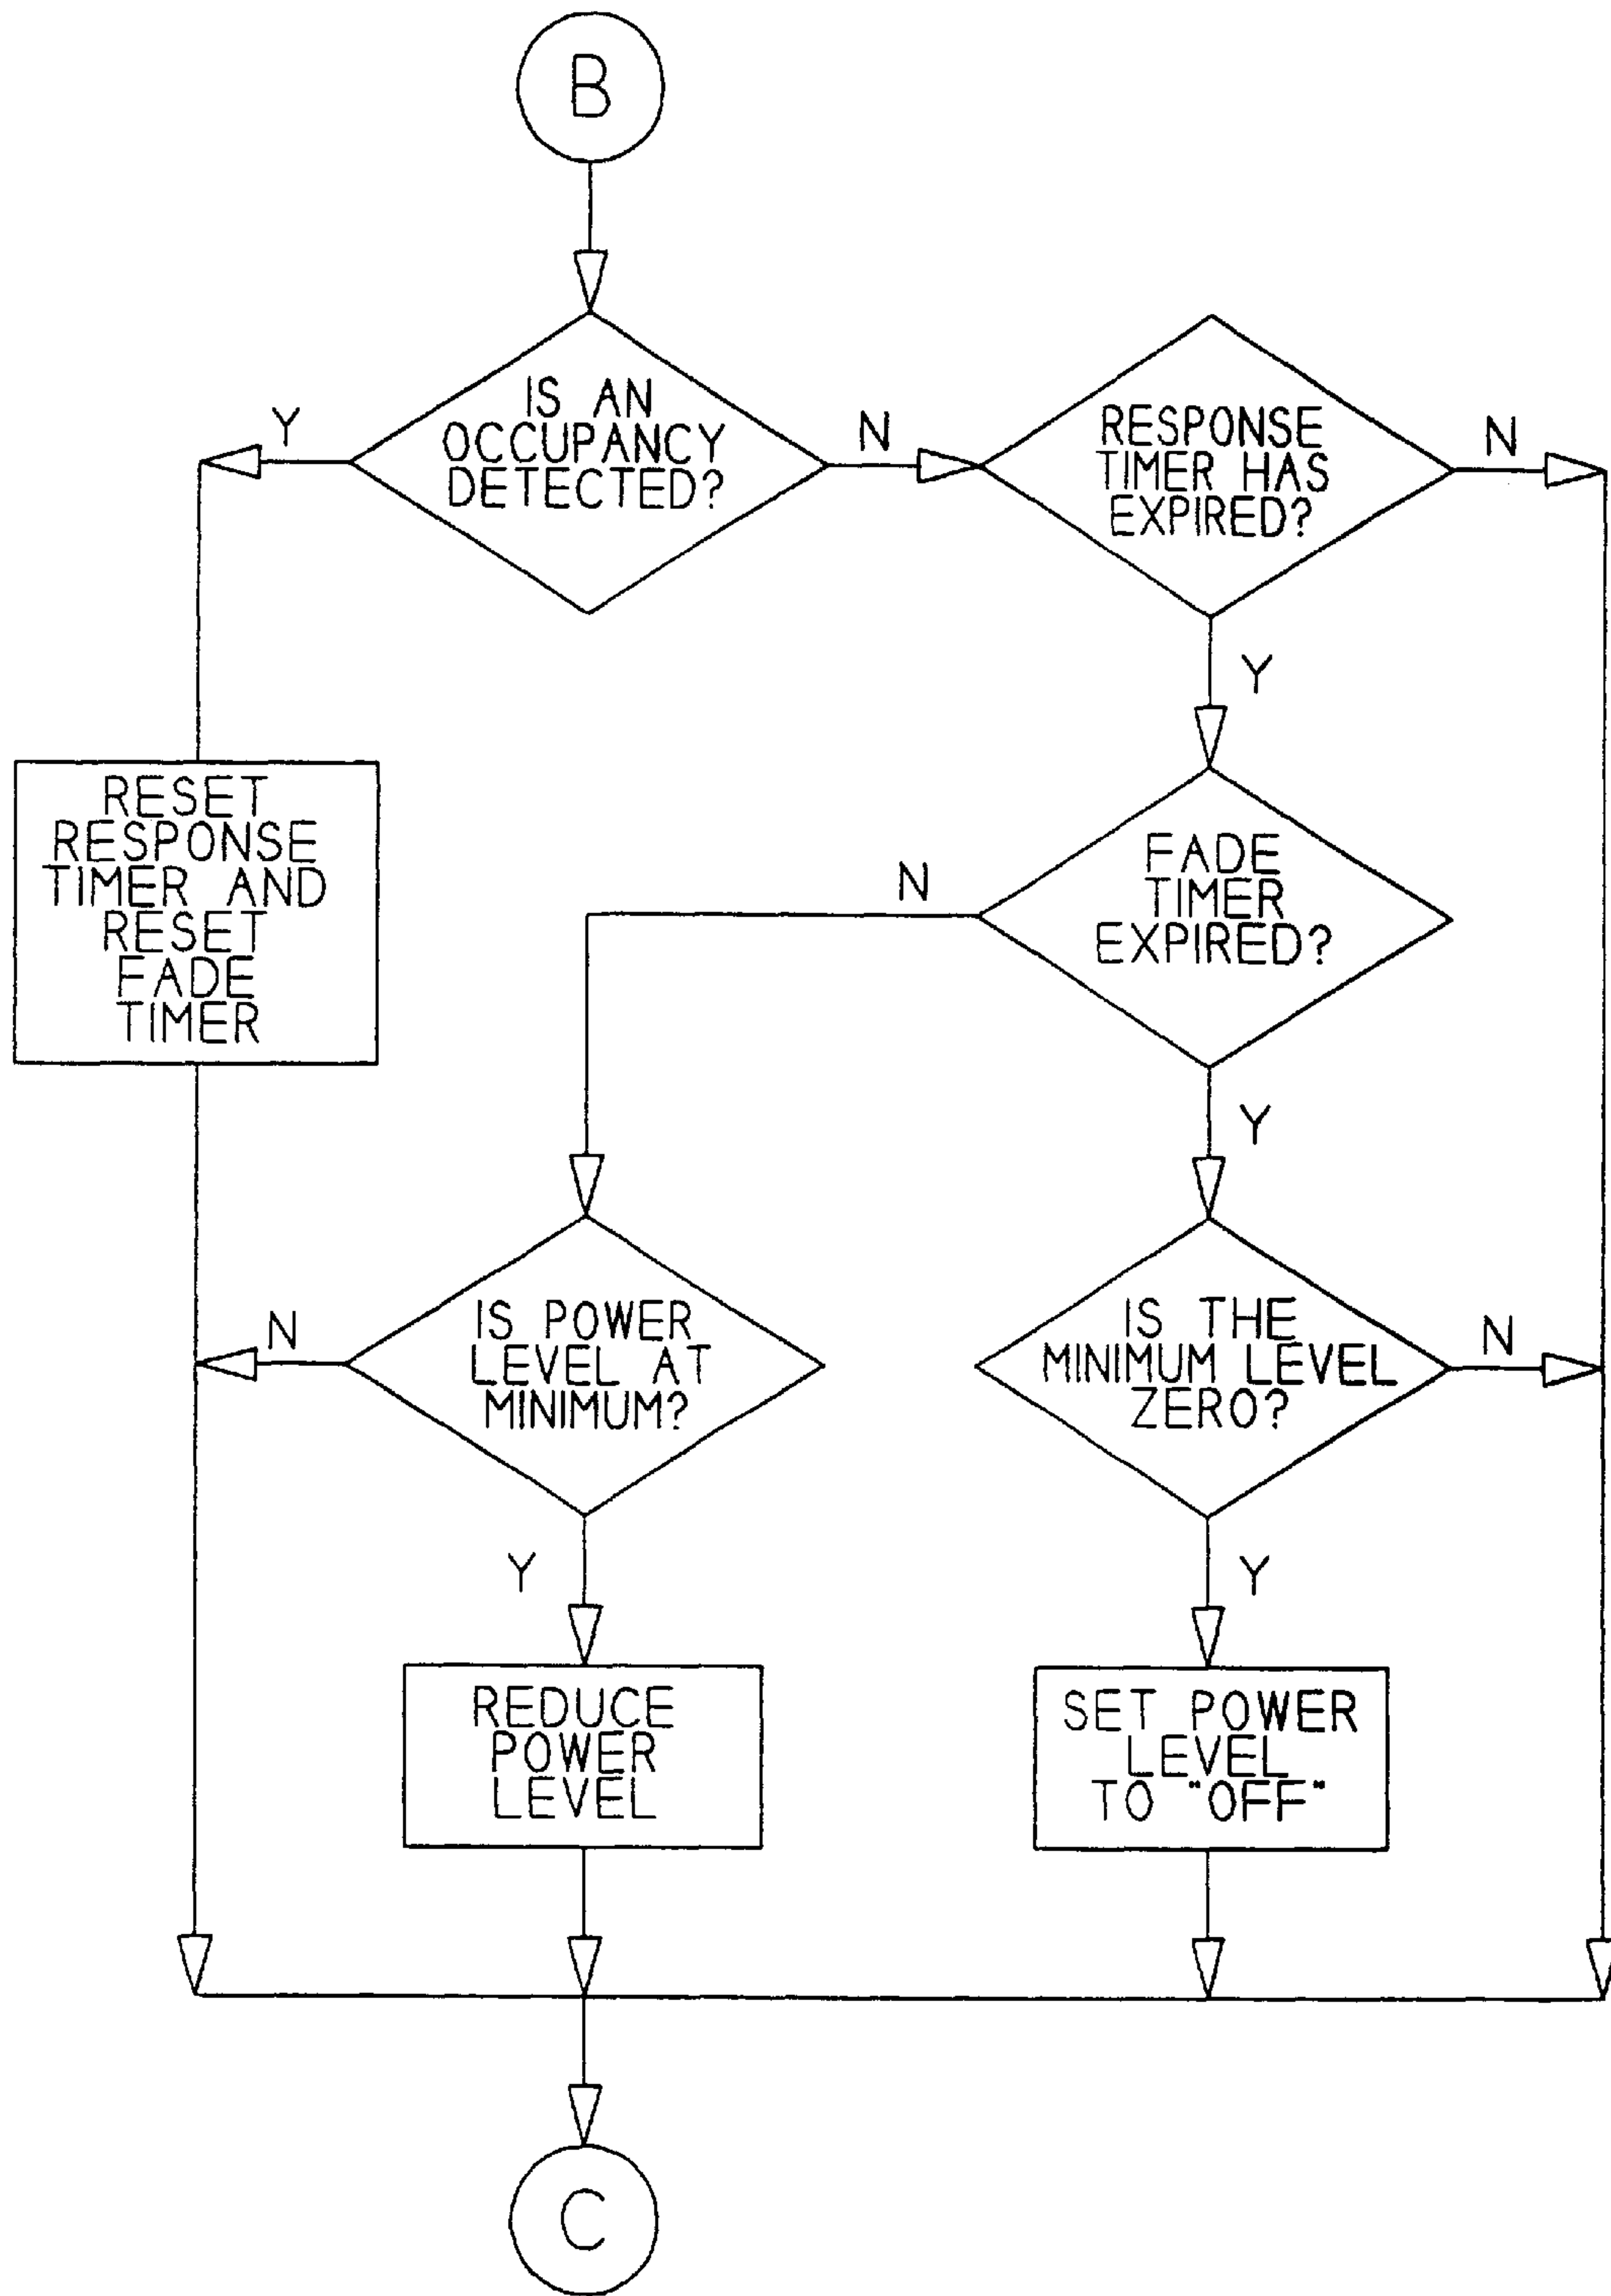 B
IS AN
OCCUPANCY
DETECTED?
Y
N
RESPONSE
TIMER HAS
EXPIRED?
N
Y
RESET
RESPONSE
TIMER AND
RESET
FADE
TIMER
FADE
TIMER
EXPIRED?
N
Y
IS POWER
LEVEL AT
MINIMUM?
N
Y
IS THE
MINIMUM LEVEL
ZERO?
N
Y
REDUCE
POWER
LEVEL
SET POWER
LEVEL
TO "OFF"
C